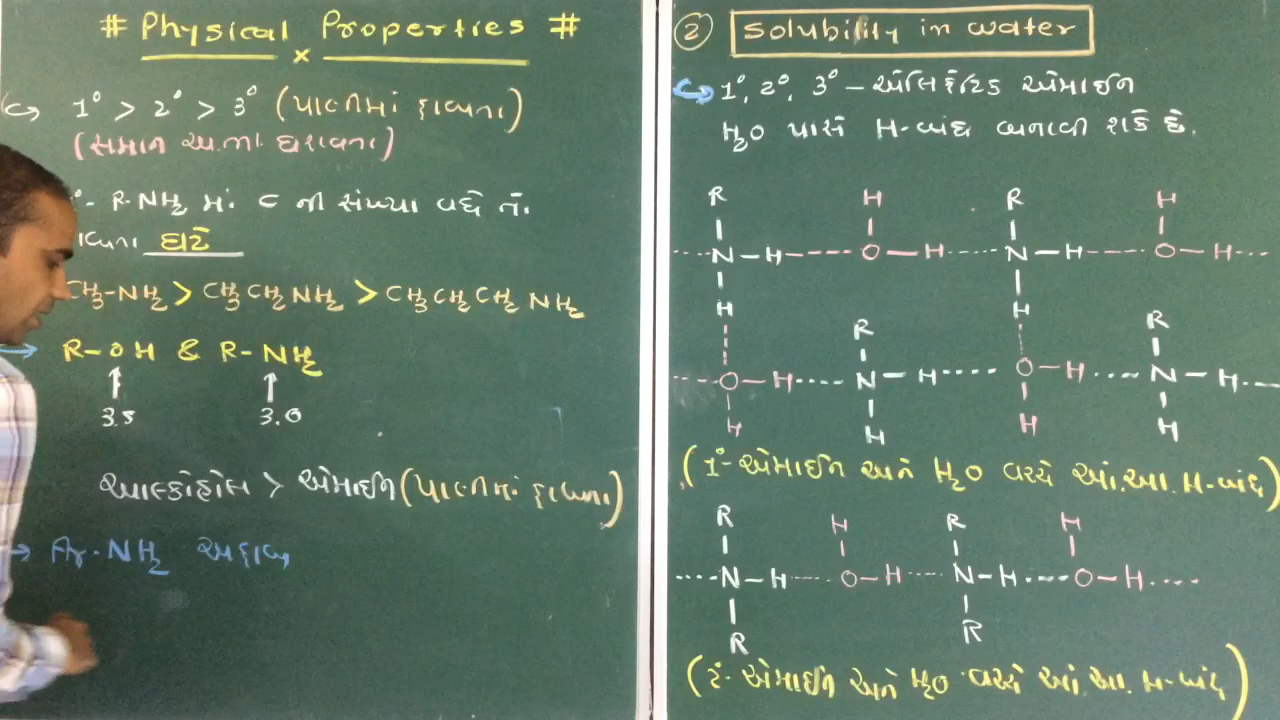 # Physical Properties #
x
1° > 2° > 3° (પાણીમાં દ્રાવ્યતા)
(સમાન અ.ભા. ધરાવતા)
R-NH₂ માં C ની સંખ્યા વધે તેમ
દ્રાવ્યતા ઘટે
CH₃-NH₂ > CH₃CH₂NH₂ > CH₃CH₂CH₂NH₂
→ R-OH & R-NH₂
3.5 3.0
આલ્કોહોલ > એમાઈન (પાણીમાં દ્રાવ્યતા)
→ Ar-NH₂ અદ્રાવ્ય
② Solubility in water
1°, 2°, 3° - એલિફેટિક એમાઈન
H₂O સાથે H-બંધ બનાવી શકે છે.
R H R H
N-H O-H N-H O-H
H R H R
O-H N-H O-H N-H
H H H H
(1°-એમાઈન અને H₂O વચ્ચે આં.આ. H-બંધ)
R H R H
N-H O-H N-H O-H
R R
(2°-એમાઈન અને H₂O વચ્ચે આં.આ. H-બંધ)